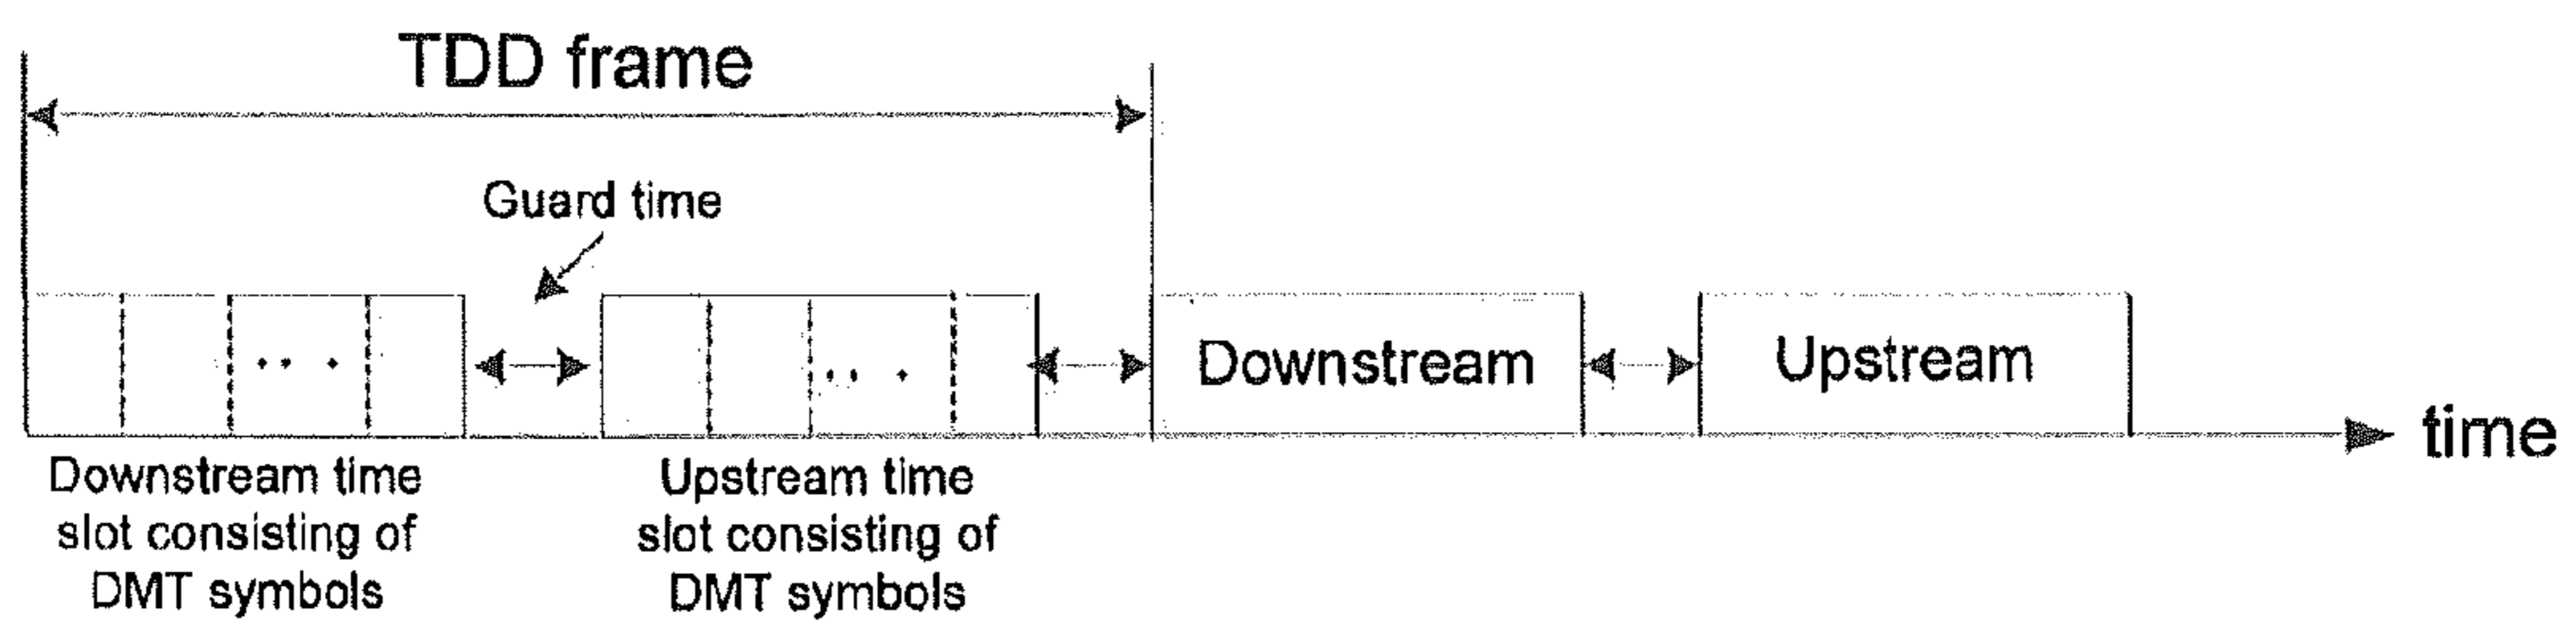 TDD frame
Guard time
Downstream
Upstream
time
Downstream time
slot consisting of
DMT symbols
Upstream time
slot consisting of
DMT symbols